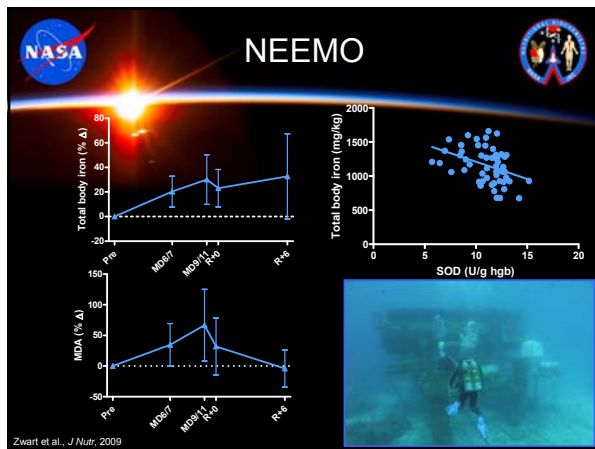 NASA
NEEMO
Total body iron (% Δ)
80
60
40
20
0
-20
Pre
MD6/7
MD9/11
R+0
R+6
Total body iron (mg/kg)
2000
1500
1000
500
0
0
5
10
15
20
SOD (U/g hgb)
MDA (% Δ)
150
100
50
0
-50
Pre
MD6/7
MD9/11
R+0
R+6
Zwart et al., J Nutr, 2009